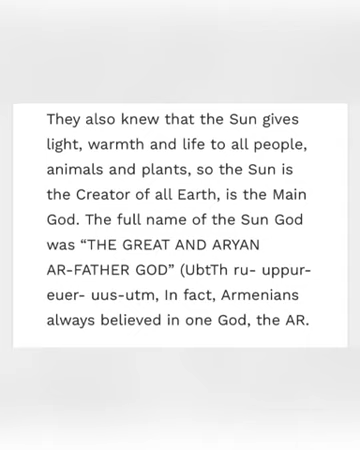 They also knew that the Sun gives
light, warmth and life to all people,
animals and plants, so the Sun is
the Creator of all Earth, is the Main
God. The full name of the Sun God
was “THE GREAT AND ARYAN
AR-FATHER GOD” (UbtTh ru- uppur-
euer- uus-utm, In fact, Armenians
always believed in one God, the AR.